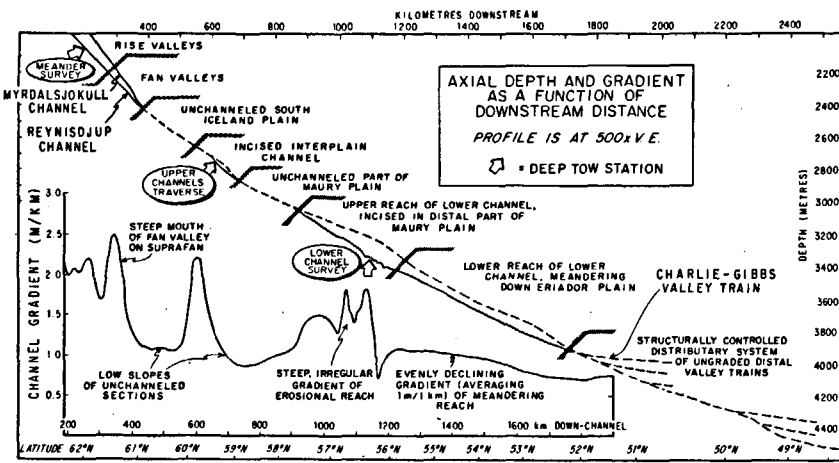 KILOMETRES DOWNSTREAM
400 600 800 1000 1200 1400 1600 1800 2000 2200 2400
RISE VALLEYS
MEANDER
SURVEY
FAN VALLEYS
MYRDALSJOKULL
CHANNEL
REYNISDJUP
CHANNEL
UNCHANNELED SOUTH
ICELAND PLAIN
INCISED INTERPLAIN
CHANNEL
UPPER
CHANNELS
TRAVERSE
UNCHANNELED PART OF
MAURY PLAIN
UPPER REACH OF LOWER CHANNEL,
INCISED IN DISTAL PART OF
MAURY PLAIN
LOWER
CHANNEL
SURVEY
LOWER REACH OF LOWER
CHANNEL, MEANDERING
DOWN ERIADOR PLAIN
CHARLIE-GIBBS
VALLEY TRAIN
STRUCTURALLY CONTROLLED
DISTRIBUTARY SYSTEM
OF UNGRADED DISTAL
VALLEY TRAINS
AXIAL DEPTH AND GRADIENT
AS A FUNCTION OF
DOWNSTREAM DISTANCE
PROFILE IS AT 500x V.E.
= DEEP TOW STATION
2200
2400
2600
2800
3000
3200
3400
3600
3800
4000
4200
4400
DEPTH (METRES)
CHANNEL GRADIENT (M/KM)
3.0
2.5
2.0
1.5
1.0
0.5
STEEP MOUTH
OF FAN VALLEY
ON SUPRAFAN
LOW SLOPES
OF UNCHANNELED
SECTIONS
STEEP, IRREGULAR
GRADIENT OF
EROSIONAL REACH
EVENLY DECLINING
GRADIENT (AVERAGING
1m/1km) OF MEANDERING
REACH
200 400 600 800 1000 1200 1400 1600 km DOWN-CHANNEL
LATITUDE 62°N 61°N 60°N 59°N 58°N 57°N 56°N 55°N 54°N 53°N 52°N 51°N 50°N 49°N